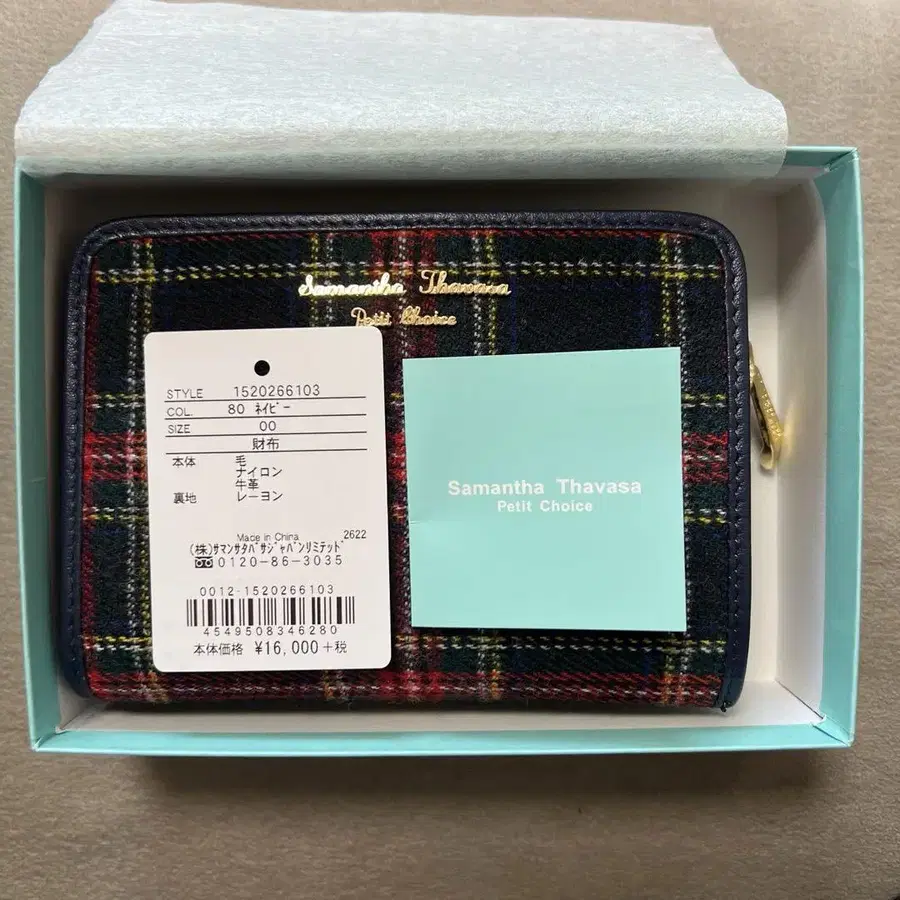 Samantha Thavasa
Petit Choice
STYLE 1520266103
COL. 80 ﾈｲﾋﾞｰ
SIZE 00
財布
本体 毛
ナイロン
牛革
裏地 レーヨン
Made in China 2622
(株)ｻﾏﾝｻﾀﾊﾞｻｼﾞｬﾊﾟﾝﾘﾐﾃｯﾄﾞ
0120-86-3035
0012-1520266103
4549508346280
本体価格 ¥16,000+税
Samantha Thavasa
Petit Choice